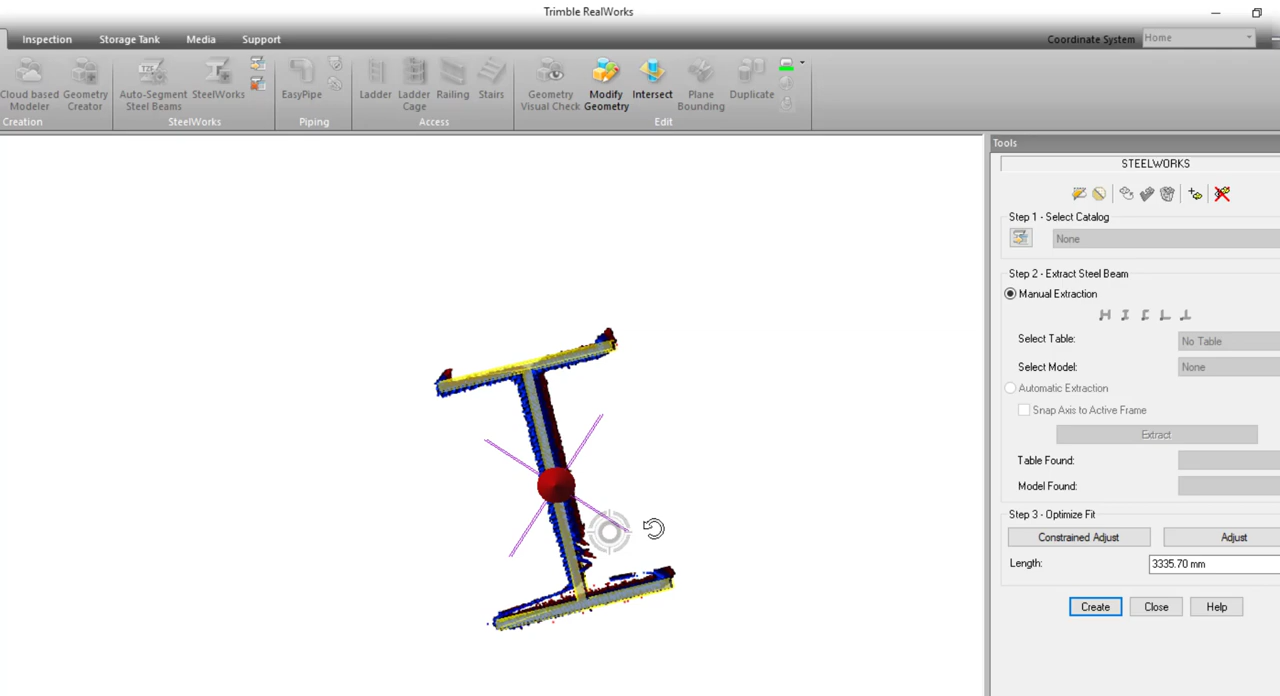 Trimble RealWorks
Inspection Storage Tank Media Support
Coordinate System Home
Cloud based Modeler
Geometry Creator
Creation
Auto-Segment Steel Beams
SteelWorks
SteelWorks
EasyPipe
Piping
Ladder
Ladder Cage
Railing
Stairs
Access
Geometry Visual Check
Modify Geometry
Intersect
Plane Bounding
Duplicate
Edit
Tools
STEELWORKS
Step 1 - Select Catalog
None
Step 2 - Extract Steel Beam
Manual Extraction
Select Table: No Table
Select Model: None
Automatic Extraction
Snap Axis to Active Frame
Extract
Table Found:
Model Found:
Step 3 - Optimize Fit
Constrained Adjust Adjust
Length: 3335.70 mm
Create Close Help